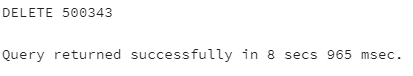 DELETE 500343
Query returned successfully in 8 secs 965 msec.